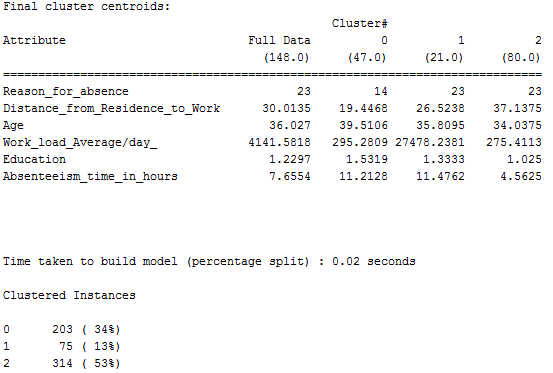 Final cluster centroids:
Cluster#
Attribute Full Data 0 1 2
(148.0) (47.0) (21.0) (80.0)
================================================================================
Reason_for_absence 23 14 23 23
Distance_from_Residence_to_Work 30.0135 19.4468 26.5238 37.1375
Age 36.027 39.5106 35.8095 34.0375
Work_load_Average/day_ 4141.5818 295.2809 27478.2381 275.4113
Education 1.2297 1.5319 1.3333 1.025
Absenteeism_time_in_hours 7.6554 11.2128 11.4762 4.5625
Time taken to build model (percentage split) : 0.02 seconds
Clustered Instances
0 203 ( 34%)
1 75 ( 13%)
2 314 ( 53%)